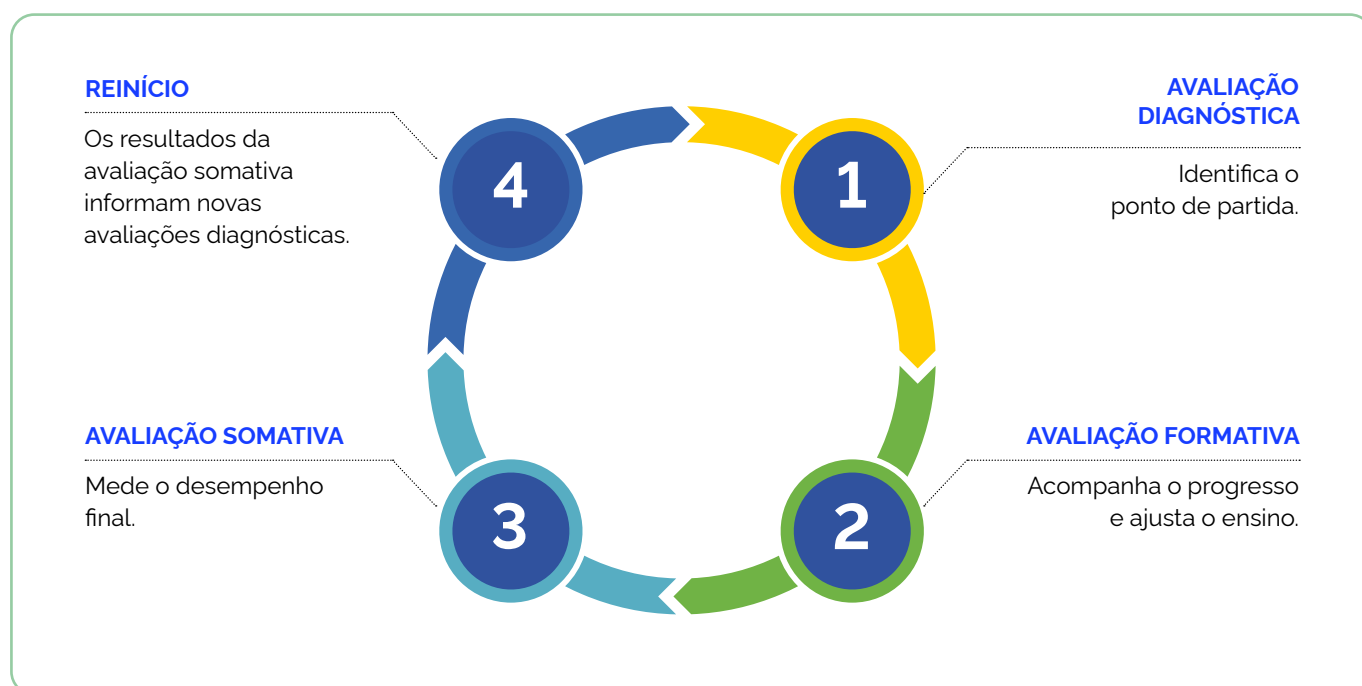 REINÍCIO
Os resultados da
avaliação somativa
informam novas
avaliações diagnósticas.
4
1
AVALIAÇÃO
DIAGNÓSTICA
Identifica o
ponto de partida.
AVALIAÇÃO SOMATIVA
Mede o desempenho
final.
3
2
AVALIAÇÃO FORMATIVA
Acompanha o progresso
e ajusta o ensino.